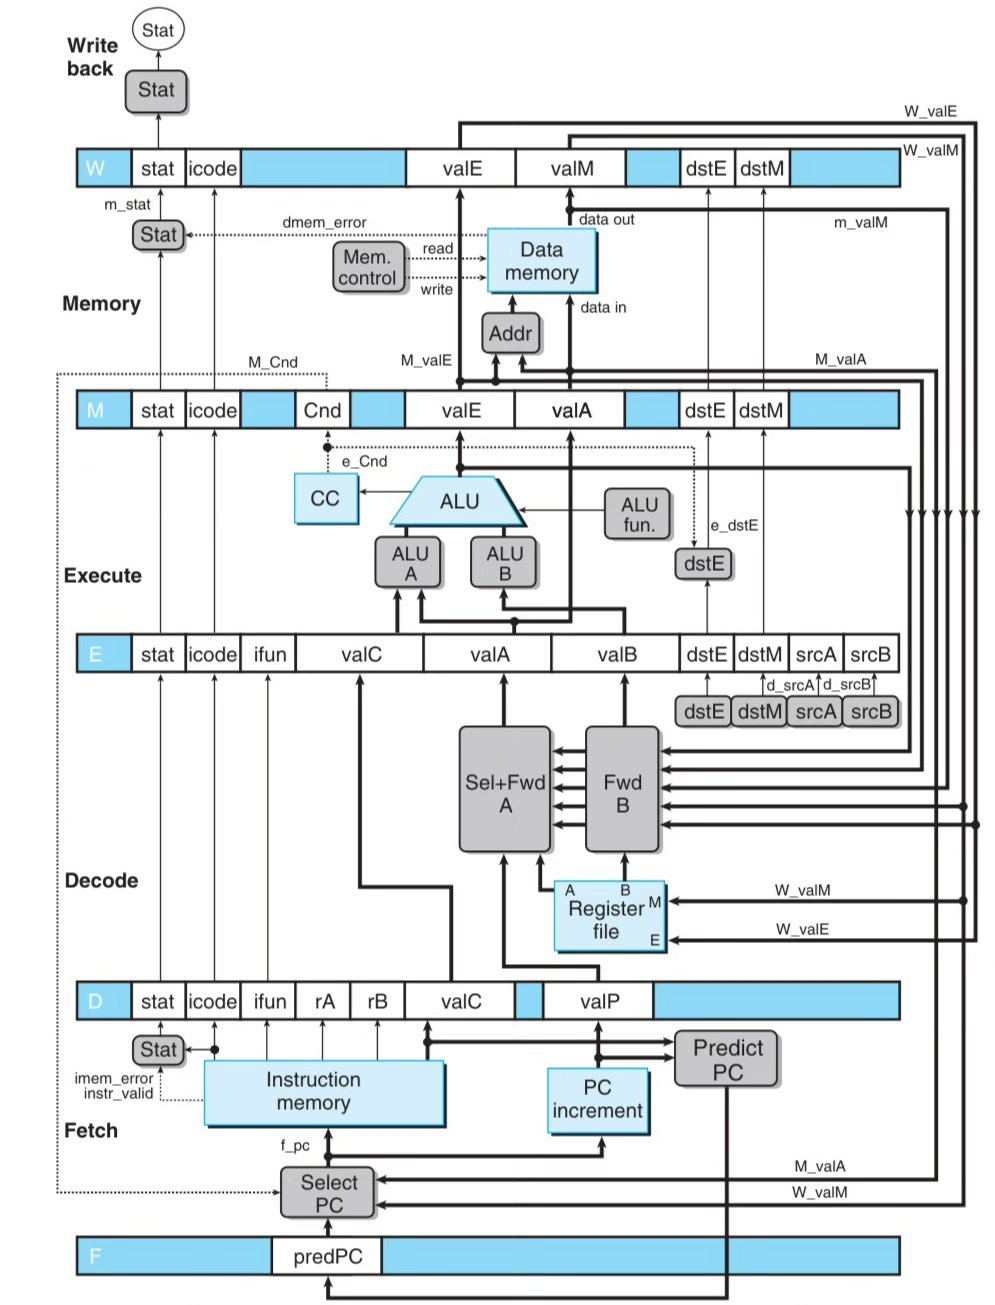 Stat
Write
back
Stat
W_valE
W_valM
W
stat
icode
valE
valM
dstE
dstM
m_stat
Stat
dmem_error
data out
m_valM
Mem.
control
read
write
Data
memory
Memory
data in
Addr
M_Cnd
M_valE
M_valA
M
stat
icode
Cnd
valE
valA
dstE
dstM
e_Cnd
CC
ALU
ALU
fun.
e_dstE
ALU
A
ALU
B
dstE
Execute
E
stat
icode
ifun
valC
valA
valB
dstE
dstM
srcA
srcB
d_srcA
d_srcB
dstE
dstM
srcA
srcB
Sel+Fwd
A
Fwd
B
Decode
A
B
M
Register
file
E
W_valM
W_valE
D
stat
icode
ifun
rA
rB
valC
valP
Stat
imem_error
instr_valid
Instruction
memory
PC
increment
Predict
PC
Fetch
f_pc
Select
PC
M_valA
W_valM
F
predPC